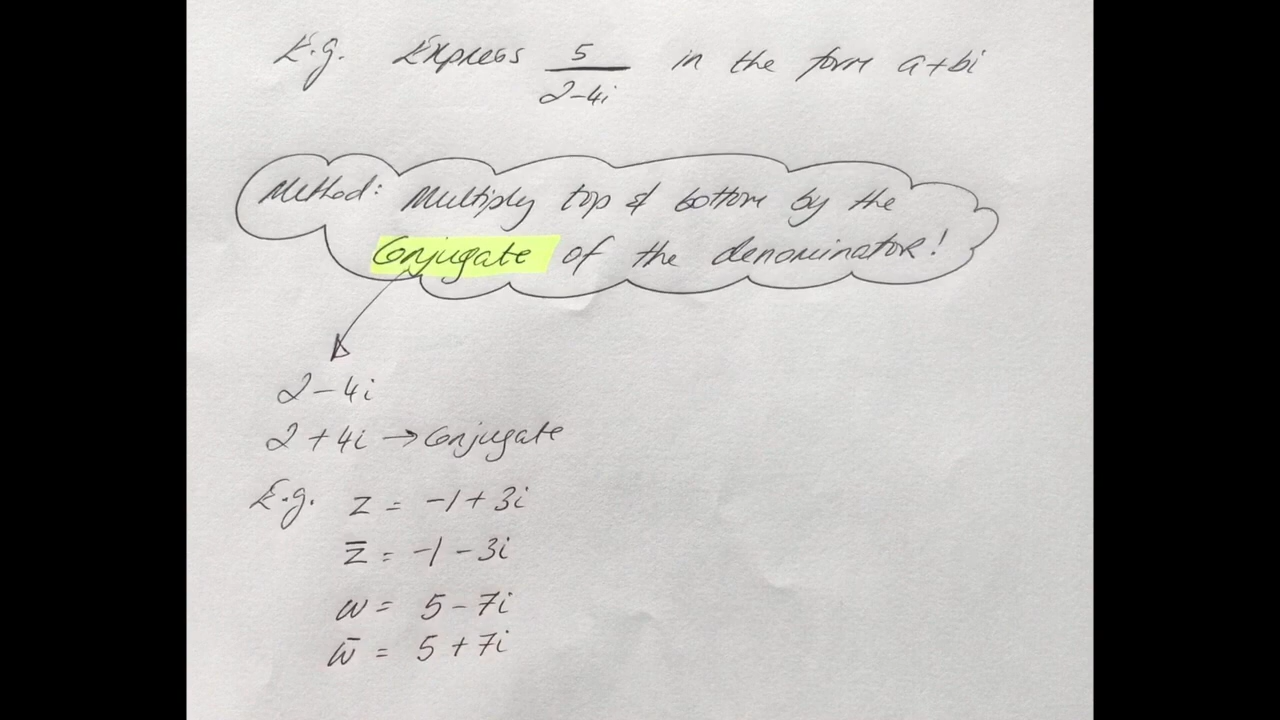 E.g. Express 5/2-4i in the form a+bi
Method: Multiply top & bottom by the
Conjugate of the denominator!
2-4i
2+4i → Conjugate
E.g. z = -1+3i
z̅ = -1-3i
w = 5-7i
w̅ = 5+7i